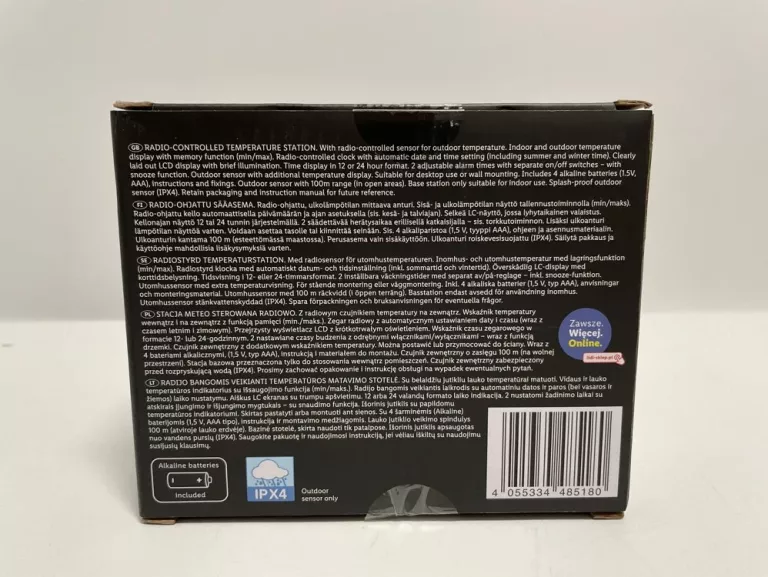 GB RADIO-CONTROLLED TEMPERATURE STATION. With radio-controlled sensor for outdoor temperature. Indoor and outdoor temperature
display with memory function (min/max). Radio-controlled clock with automatic date and time setting (including summer and winter time). Clearly
laid out LCD display with brief illumination. Time display in 12 or 24 hour format. 2 adjustable alarm times with separate on/off switches – with
snooze function. Outdoor sensor with additional temperature display. Suitable for desktop use or wall mounting. Includes 4 alkaline batteries (1.5V,
AAA), instructions and fixings. Outdoor sensor with 100m range (in open areas). Base station only suitable for indoor use. Splash-proof outdoor
sensor (IPX4). Retain packaging and instruction manual for future reference.
FI RADIO-OHJATTU SÄÄASEMA. Radio-ohjattu, ulkolämpötilan mittaava anturi. Sisä- ja ulkolämpötilan näyttö tallennustoiminnolla (min/maks).
Radio-ohjattu kello automaattisella päivämäärän ja ajan asetuksella (sis. kesä- ja talviajan). Selkeä LC-näyttö, jossa lyhytaikainen valaistus.
Kellonajan näyttö 12 tai 24 tunnin järjestelmällä. 2 säädettävää herätysaikaa erillisellä katkaisijalla – sis. torkkutoiminnon. Lisäksi ulkoanturi
lämpötilan näyttöä varten. Voidaan asettaa tasolle tai kiinnittää seinään. Sis. 4 alkaliparistoa (1,5 V, tyyppi AAA), ohjeen ja asennusmateriaalin.
Ulkoanturin kantama 100 m (esteettömässä maastossa). Perusasema vain sisäkäyttöön. Ulkoanturi roiskevesisuojattu (IPX4). Säilytä pakkaus ja
käyttöohje mahdollisia lisäkysymyksiä varten.
SE RADIOSTYRD TEMPERATURSTATION. Med radiosensor för utomhustemperatur. Inomhus- och utomhustemperatur med lagringsfunktion
(min/max). Radiostyrd klocka med automatiskt datum- och tidsinställning (inkl. sommartid och vintertid). Överskådlig LC-display med
korttidsbelysning. Tidsvisning i 12- eller 24-timmarsformat. 2 inställbara väckningstider med separat av/på-reglage – inkl. snooze-funktion.
Utomhussensor med extra temperaturvisning. För stående montering eller väggmontering. Inkl. 4 alkaliska batterier (1,5 V, typ AAA), anvisningar
och monteringsmaterial. Utomhussensor med 100 m räckvidd (i öppen terräng). Basstation endast avsedd för användning inomhus.
Utomhussensor stänkvattenskyddad (IPX4). Spara förpackningen och bruksanvisningen för eventuella frågor.
PL STACJA METEO STEROWANA RADIOWO. Z radiowym czujnikiem temperatury na zewnątrz. Wskaźnik temperatury
wewnątrz i na zewnątrz z funkcją pamięci (min./maks.). Zegar radiowy z automatycznym ustawianiem daty i czasu (wraz z
czasem letnim i zimowym). Przejrzysty wyświetlacz LCD z krótkotrwałym oświetleniem. Wskaźnik czasu zegarowego w
formacie 12- lub 24-godzinnym. 2 nastawiane czasy budzenia z odrębnymi włącznikami/wyłącznikami – wraz z funkcją
drzemki. Czujnik zewnętrzny z dodatkowym wskaźnikiem temperatury. Można postawić lub przymocować do ściany. Wraz z
4 bateriami alkalicznymi, (1,5 V, typ AAA), instrukcją i materiałem do montażu. Czujnik zewnętrzny o zasięgu 100 m (na wolnej
przestrzeni). Stacja bazowa przeznaczona tylko do stosowania wewnątrz pomieszczeń. Czujnik zewnętrzny zabezpieczony
przed rozpryskującą wodą (IPX4). Prosimy zachować opakowanie i instrukcję obsługi na wypadek ewentualnych pytań.
LT RADIJO BANGOMIS VEIKIANTI TEMPERATŪROS MATAVIMO STOTELĖ. Su belaidžiu jutikliu lauko temperatūrai matuoti. Vidaus ir lauko
temperatūros indikatorius su išsaugojimo funkcija (min./maks.). Radijo bangomis veikiantis laikrodis su automatiniu datos ir laiko (bei vasaros ir
žiemos) laiko nustatymu. Aiškus LC ekranas su trumpu apšvietimu. 12 arba 24 valandų formato laiko indikacija. 2 nustatomi žadinimo laikai su
atskirais įjungimo ir išjungimo mygtukais – su snaudimo funkcija. Išorinis jutiklis su papildomu
temperatūros indikatoriumi. Skirtas pastatyti arba montuoti ant sienos. Su 4 šarminėmis (Alkaline)
baterijomis (1,5 V, AAA tipo), instrukcija ir montavimo medžiagomis. Lauko jutiklio veikimo spindulys
100 m (atviroje lauko erdvėje). Bazinė stotelė, skirta naudoti tik patalpose. Išorinis jutiklis apsaugotas
nuo vandens purslų (IPX4). Saugokite pakuotę ir naudojimosi instrukciją, jei vėliau iškiltų su naudojimu
susijusių klausimų.
Zawsze.
Więcej.
Online.
lidl-sklep.pl
Alkaline batteries
Included
IPX4
Outdoor
sensor only
4 055334 485180